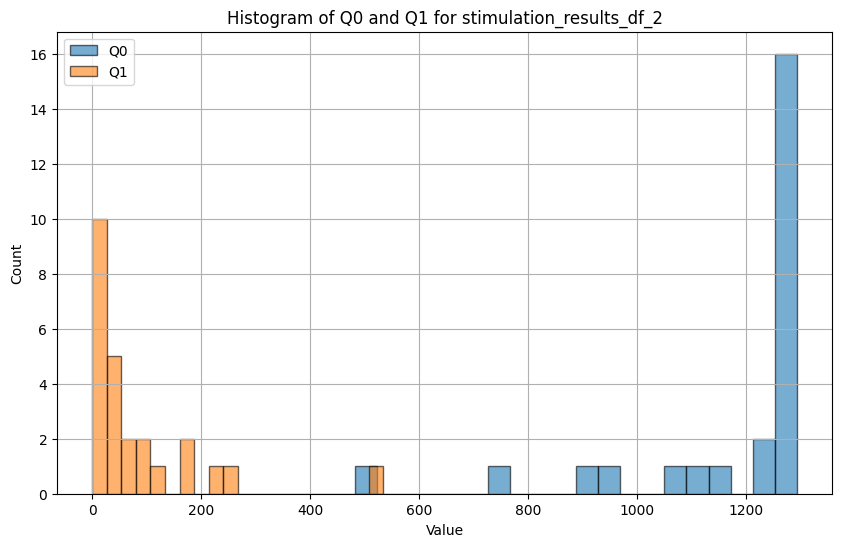 Histogram of Q0 and Q1 for stimulation_results_df_2
Q0
Q1
16
14
12
10
8
6
4
2
0
Count
0 200 400 600 800 1000 1200
Value